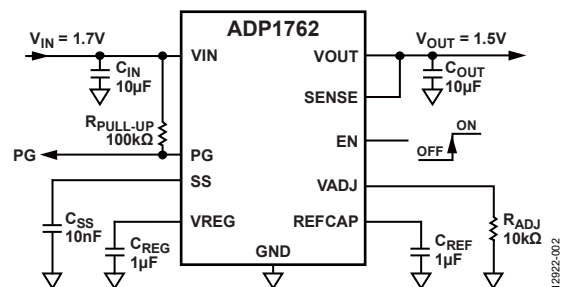 ADP1762
VIN = 1.7V
VIN
CIN
10µF
RPULL-UP
100kΩ
PG
PG
SS
CSS
10nF
VREG
CREG
1µF
GND
VOUT
VOUT = 1.5V
COUT
10µF
SENSE
EN
ON
OFF
VADJ
REFCAP
CREF
1µF
RADJ
10kΩ
12922-002